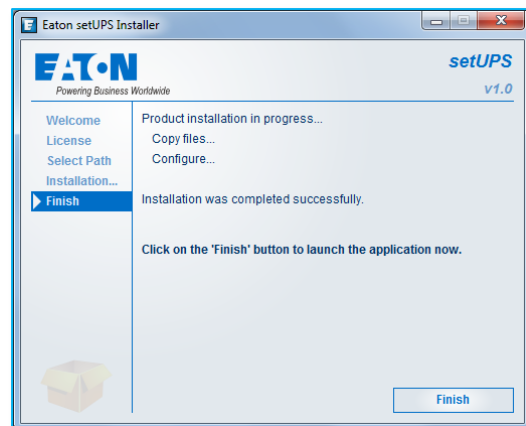 Eaton setUPS Installer
EATON
Powering Business Worldwide
setUPS
v1.0
Welcome
License
Select Path
Installation...
Finish
Product installation in progress...
Copy files...
Configure...
Installation was completed successfully.
Click on the 'Finish' button to launch the application now.
Finish